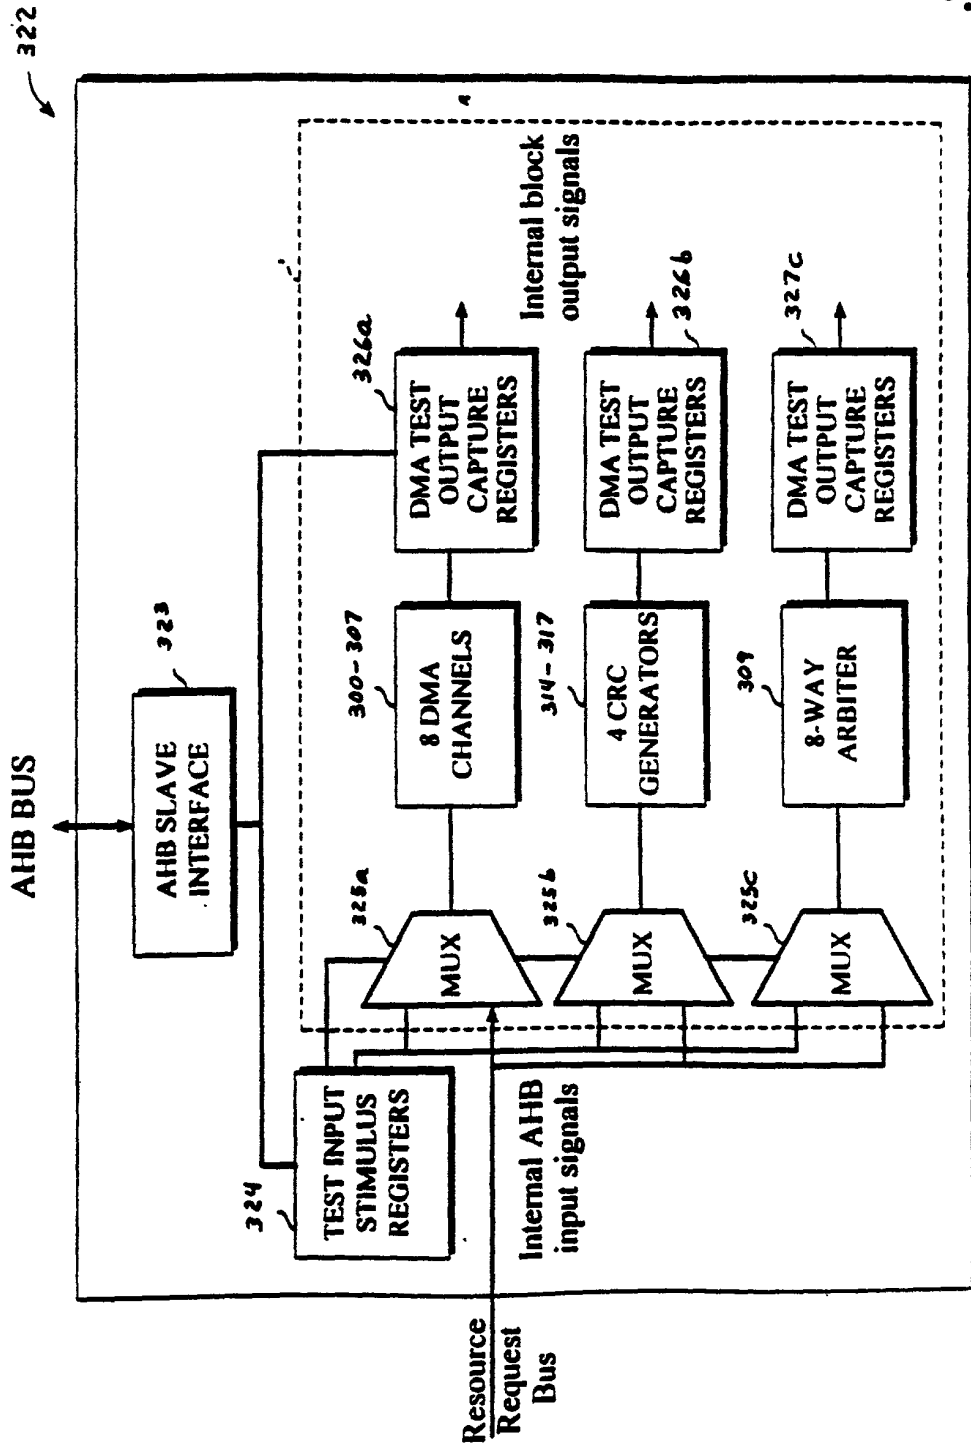 322
AHB BUS
AHB SLAVE
INTERFACE
323
324
TEST INPUT
STIMULUS
REGISTERS
325a
MUX
300-307
8 DMA
CHANNELS
326a
DMA TEST
OUTPUT
CAPTURE
REGISTERS
Internal block
output signals
Resource
Request
Bus
Internal AHB
input signals
325b
MUX
314-317
4 CRC
GENERATORS
326b
DMA TEST
OUTPUT
CAPTURE
REGISTERS
325c
MUX
309
8-WAY
ARBITER
327c
DMA TEST
OUTPUT
CAPTURE
REGISTERS